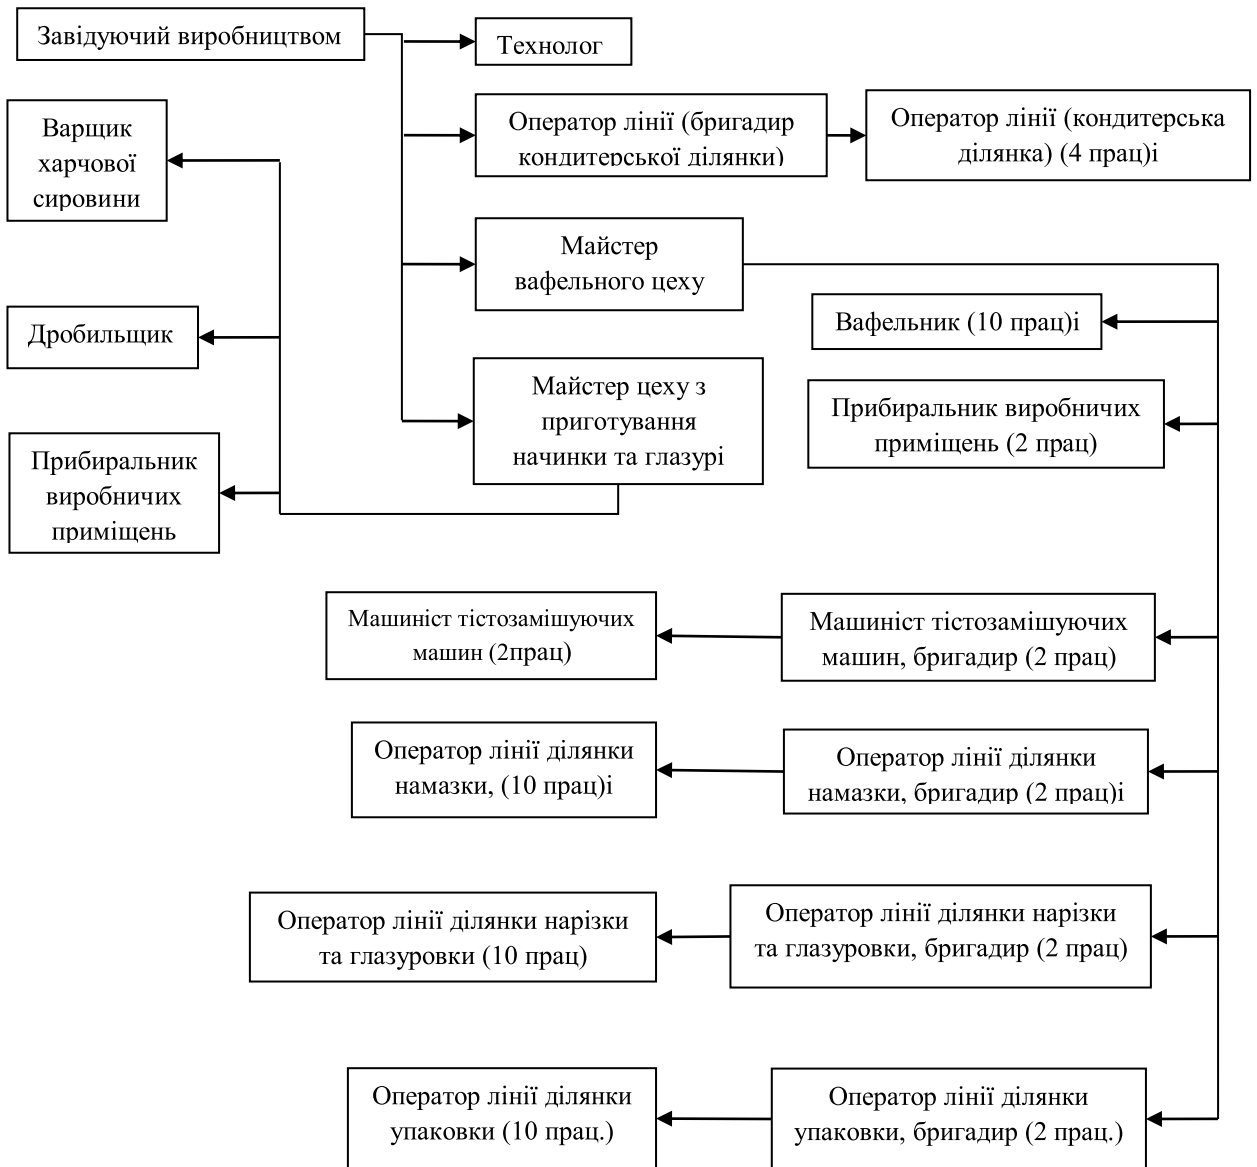 Завідуючий виробництвом
Технолог
Варщик
харчової
сировини
Оператор лінії (бригадир
кондитерської ділянки)
Оператор лінії (кондитерська
ділянка) (4 прац)і
Майстер
вафельного цеху
Вафельник (10 прац)і
Дробильщик
Майстер цеху з
приготування
начинки та глазурі
Прибиральник виробничих
приміщень (2 прац)
Прибиральник
виробничих
приміщень
Машиніст тістозамішуючих
машин (2прац)
Машиніст тістозамішуючих
машин, бригадир (2 прац)
Оператор лінії ділянки
намазки, (10 прац)і
Оператор лінії ділянки
намазки, бригадир (2 прац)і
Оператор лінії ділянки нарізки
та глазуровки (10 прац)
Оператор лінії ділянки нарізки
та глазуровки, бригадир (2 прац)
Оператор лінії ділянки
упаковки (10 прац.)
Оператор лінії ділянки
упаковки, бригадир (2 прац.)